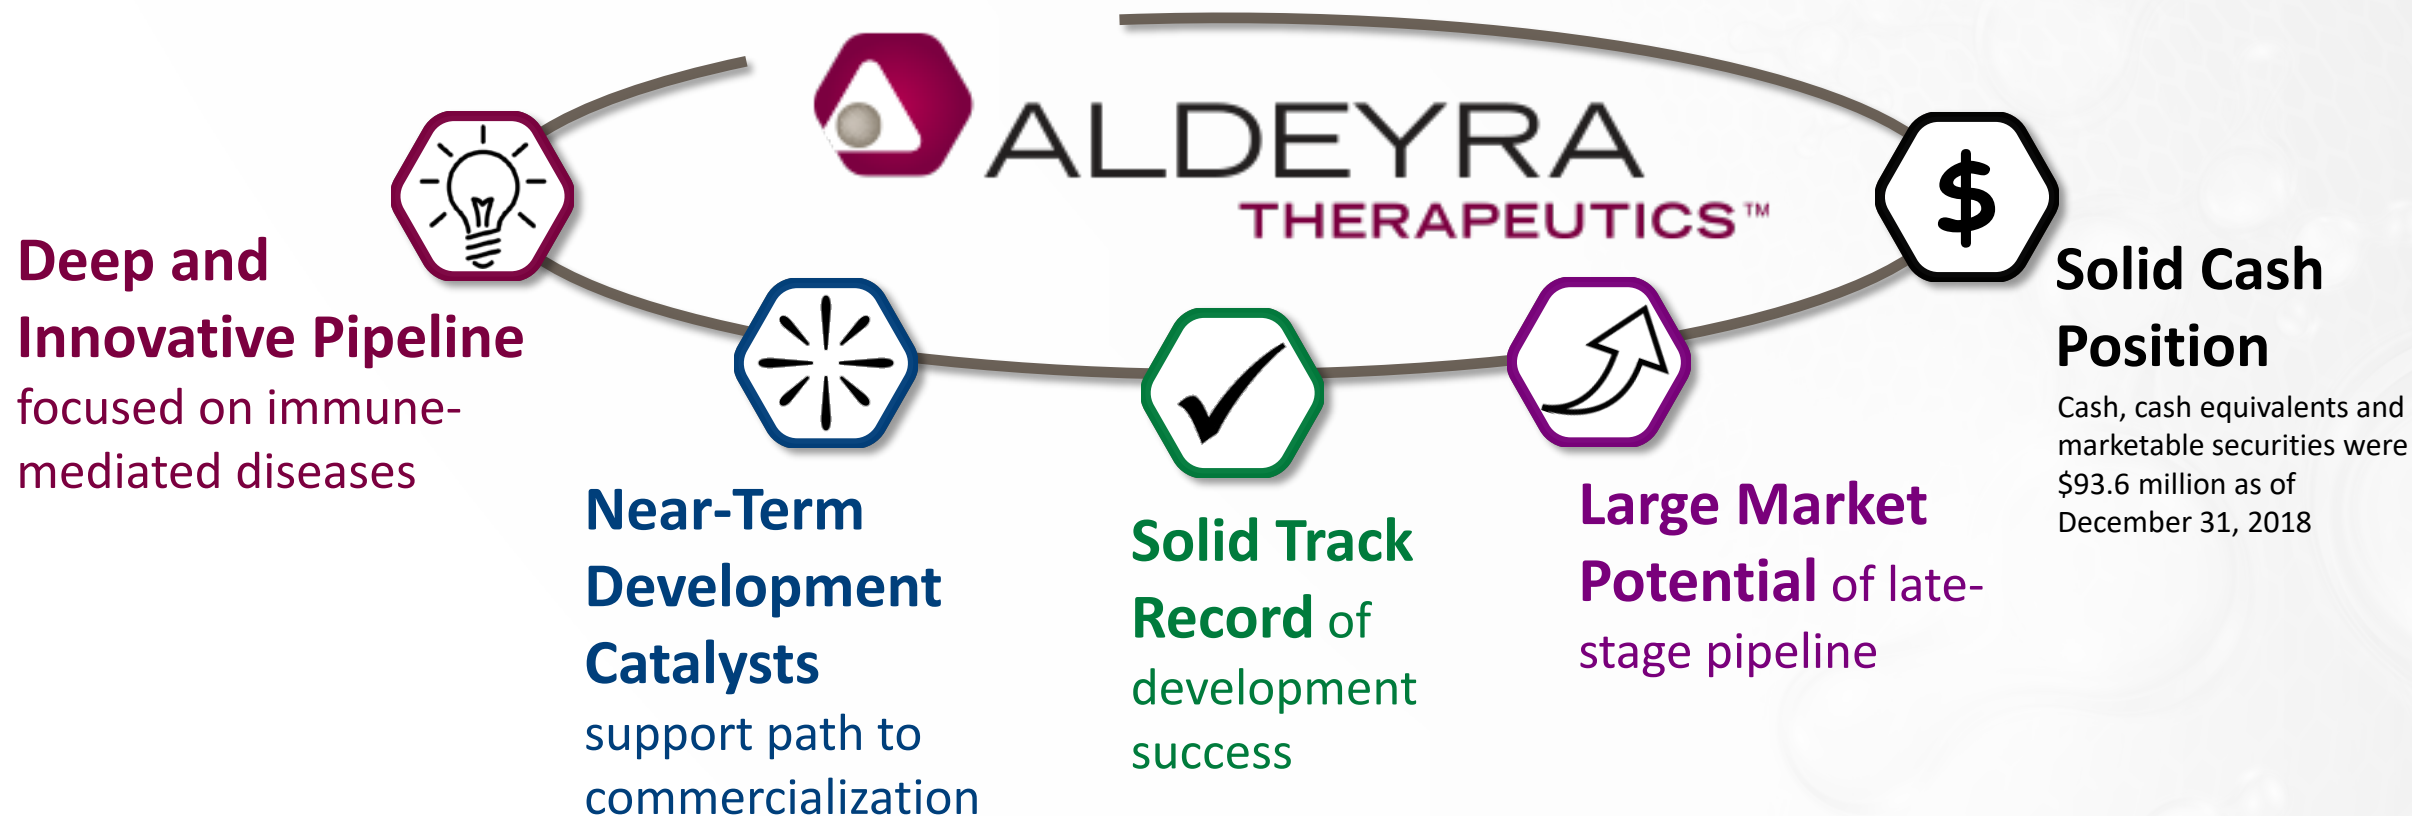 ALDEYRA
THERAPEUTICS™
Deep and
Innovative Pipeline
focused on immune-
mediated diseases
Near-Term
Development
Catalysts
support path to
commercialization
Solid Track
Record of
development
success
Large Market
Potential of late-
stage pipeline
$
Solid Cash
Position
Cash, cash equivalents and
marketable securities were
$93.6 million as of
December 31, 2018